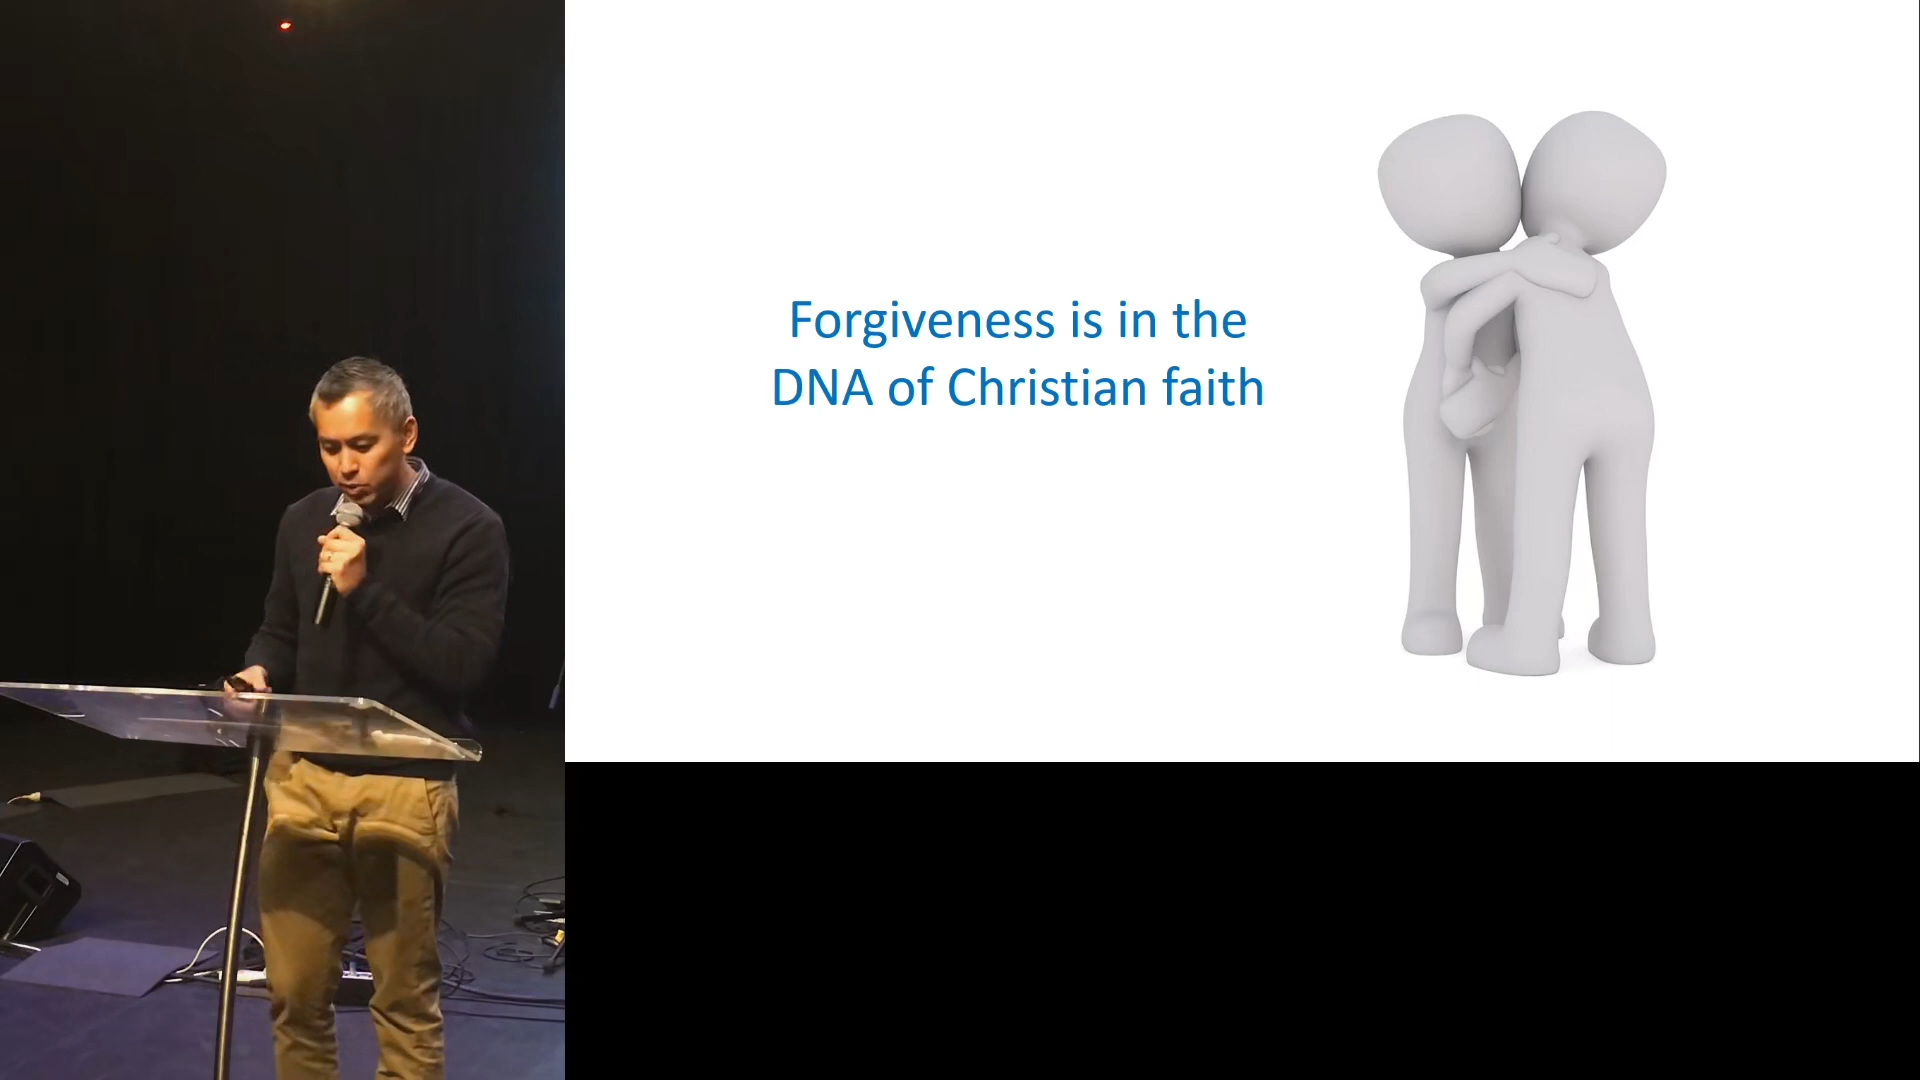 Forgiveness is in the
DNA of Christian faith